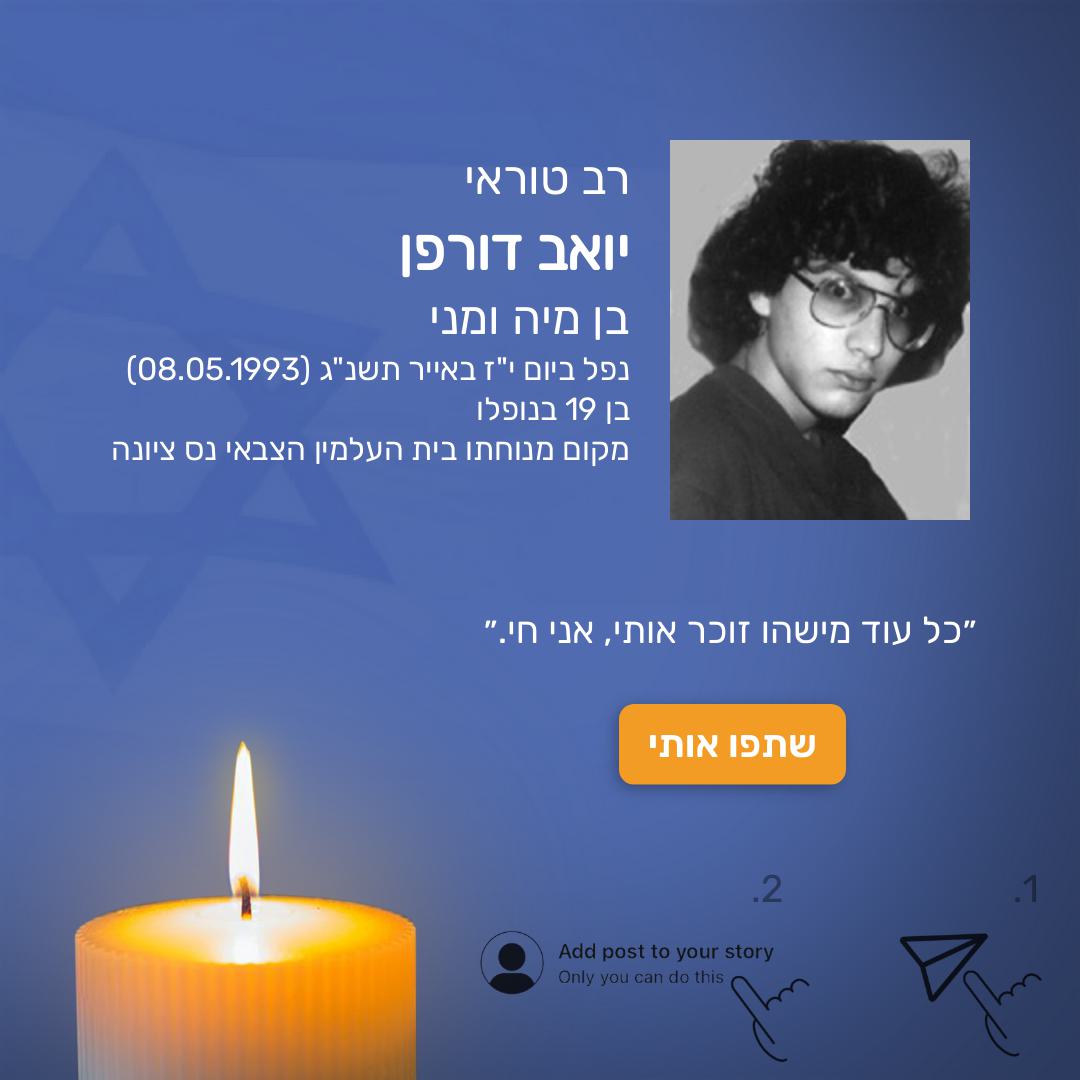 רב טוראי
יואב דורפן
בן מיה ומני
נפל ביום י"ז באייר תשנ"ג (08.05.1993)
בן 19 בנופלו
מקום מנוחתו בית העלמין הצבאי נס ציונה
״כל עוד מישהו זוכר אותי, אני חי.״
שתפו אותי
1.
2.
Add post to your story
Only you can do this